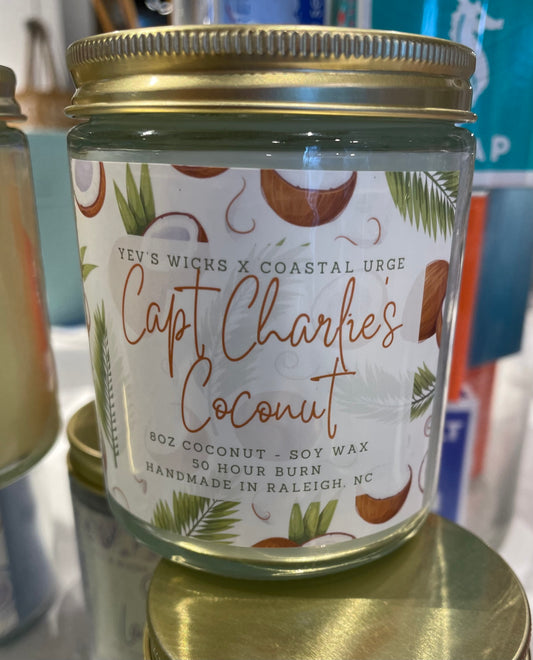 YEV'S WICKS X COASTAL URGE
Capt Charlie's
Coconut
8OZ COCONUT - SOY WAX
50 HOUR BURN
HANDMADE IN RALEIGH, NC